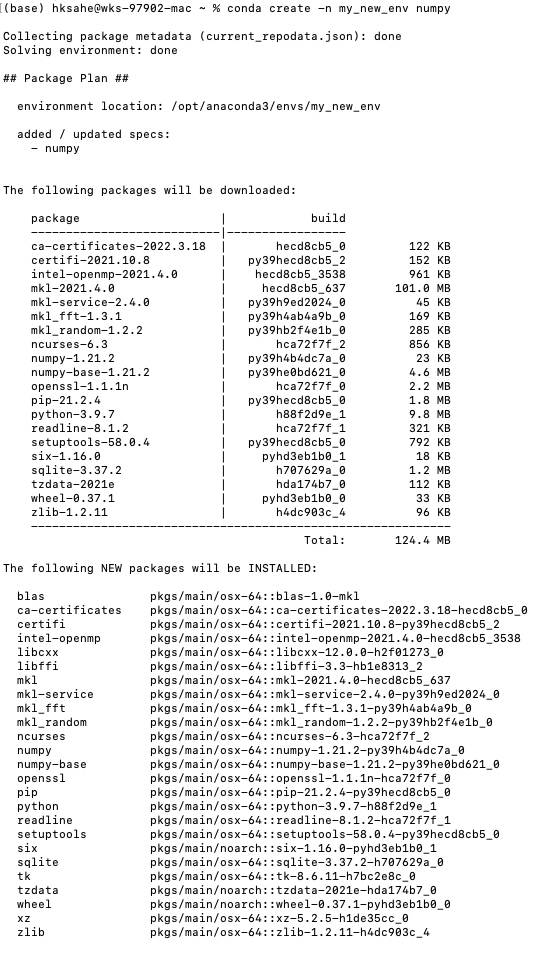 (base) hksahe@wks-97902-mac ~ % conda create -n my_new_env numpy
Collecting package metadata (current_repodata.json): done
Solving environment: done
## Package Plan ##
environment location: /opt/anaconda3/envs/my_new_env
added / updated specs:
- numpy
The following packages will be downloaded:
package | build
---------------------------|-----------------
ca-certificates-2022.3.18 | hecd8cb5_0 122 KB
certifi-2021.10.8 | py39hecd8cb5_2 152 KB
intel-openmp-2021.4.0 | hecd8cb5_3538 961 KB
mkl-2021.4.0 | hecd8cb5_637 101.0 MB
mkl-service-2.4.0 | py39h9ed2024_0 45 KB
mkl_fft-1.3.1 | py39h4ab4a9b_0 169 KB
mkl_random-1.2.2 | py39hb2f4e1b_0 285 KB
ncurses-6.3 | hca72f7f_2 856 KB
numpy-1.21.2 | py39h4b4dc7a_0 23 KB
numpy-base-1.21.2 | py39he0bd621_0 4.6 MB
openssl-1.1.1n | hca72f7f_0 2.2 MB
pip-21.2.4 | py39hecd8cb5_0 1.8 MB
python-3.9.7 | h88f2d9e_1 9.8 MB
readline-8.1.2 | hca72f7f_1 321 KB
setuptools-58.0.4 | py39hecd8cb5_0 792 KB
six-1.16.0 | pyhd3eb1b0_1 18 KB
sqlite-3.37.2 | h707629a_0 1.2 MB
tzdata-2021e | hda174b7_0 112 KB
wheel-0.37.1 | pyhd3eb1b0_0 33 KB
zlib-1.2.11 | h4dc903c_4 96 KB
------------------------------------------------------------
Total: 124.4 MB
The following NEW packages will be INSTALLED:
blas pkgs/main/osx-64::blas-1.0-mkl
ca-certificates pkgs/main/osx-64::ca-certificates-2022.3.18-hecd8cb5_0
certifi pkgs/main/osx-64::certifi-2021.10.8-py39hecd8cb5_2
intel-openmp pkgs/main/osx-64::intel-openmp-2021.4.0-hecd8cb5_3538
libcxx pkgs/main/osx-64::libcxx-12.0.0-h2f01273_0
libffi pkgs/main/osx-64::libffi-3.3-hb1e8313_2
mkl pkgs/main/osx-64::mkl-2021.4.0-hecd8cb5_637
mkl-service pkgs/main/osx-64::mkl-service-2.4.0-py39h9ed2024_0
mkl_fft pkgs/main/osx-64::mkl_fft-1.3.1-py39h4ab4a9b_0
mkl_random pkgs/main/osx-64::mkl_random-1.2.2-py39hb2f4e1b_0
ncurses pkgs/main/osx-64::ncurses-6.3-hca72f7f_2
numpy pkgs/main/osx-64::numpy-1.21.2-py39h4b4dc7a_0
numpy-base pkgs/main/osx-64::numpy-base-1.21.2-py39he0bd621_0
openssl pkgs/main/osx-64::openssl-1.1.1n-hca72f7f_0
pip pkgs/main/osx-64::pip-21.2.4-py39hecd8cb5_0
python pkgs/main/osx-64::python-3.9.7-h88f2d9e_1
readline pkgs/main/osx-64::readline-8.1.2-hca72f7f_1
setuptools pkgs/main/osx-64::setuptools-58.0.4-py39hecd8cb5_0
six pkgs/main/noarch::six-1.16.0-pyhd3eb1b0_1
sqlite pkgs/main/osx-64::sqlite-3.37.2-h707629a_0
tk pkgs/main/osx-64::tk-8.6.11-h7bc2e8c_0
tzdata pkgs/main/noarch::tzdata-2021e-hda174b7_0
wheel pkgs/main/noarch::wheel-0.37.1-pyhd3eb1b0_0
xz pkgs/main/osx-64::xz-5.2.5-h1de35cc_0
zlib pkgs/main/osx-64::zlib-1.2.11-h4dc903c_4